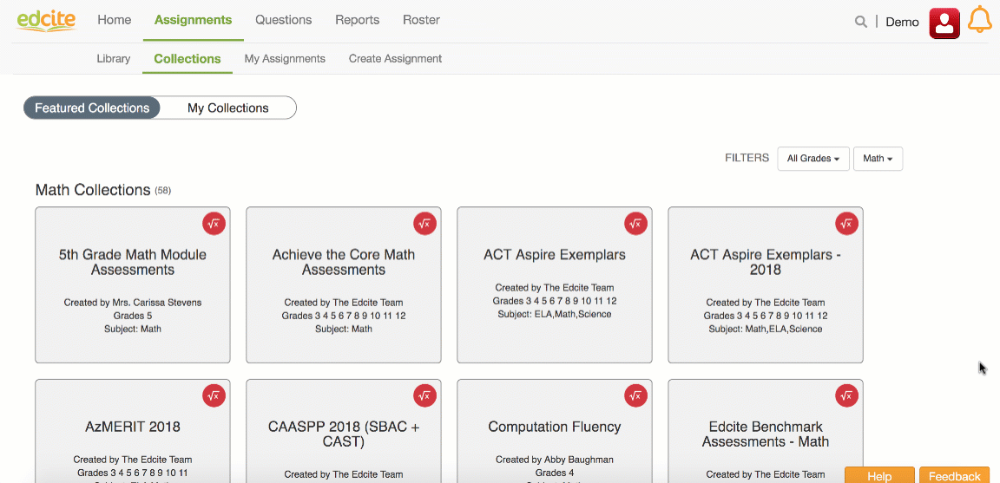 edcite Home Assignments Questions Reports Roster | Demo
Library Collections My Assignments Create Assignment
Featured Collections My Collections
FILTERS All Grades Math
Math Collections (58)
√x √x √x √x
5th Grade Math Module
Assessments
Created by Mrs. Carissa Stevens
Grades 5
Subject: Math
Achieve the Core Math
Assessments
Created by The Edcite Team
Grades 3 4 5 6 7 8 9 10 11 12
Subject: Math
ACT Aspire Exemplars
Created by The Edcite Team
Grades 3 4 5 6 7 8 9 10 11 12
Subject: ELA,Math,Science
ACT Aspire Exemplars -
2018
Created by The Edcite Team
Grades 3 4 5 6 7 8 9 10 11 12
Subject: Math,ELA,Science
√x √x √x √x
AzMERIT 2018
Created by The Edcite Team
Grades 3 4 5 6 7 8 9 10 11
CAASPP 2018 (SBAC +
CAST)
Created by The Edcite Team
Computation Fluency
Created by Abby Baughman
Grades 4
Edcite Benchmark
Assessments - Math
Created by The Edcite Team
Help Feedback